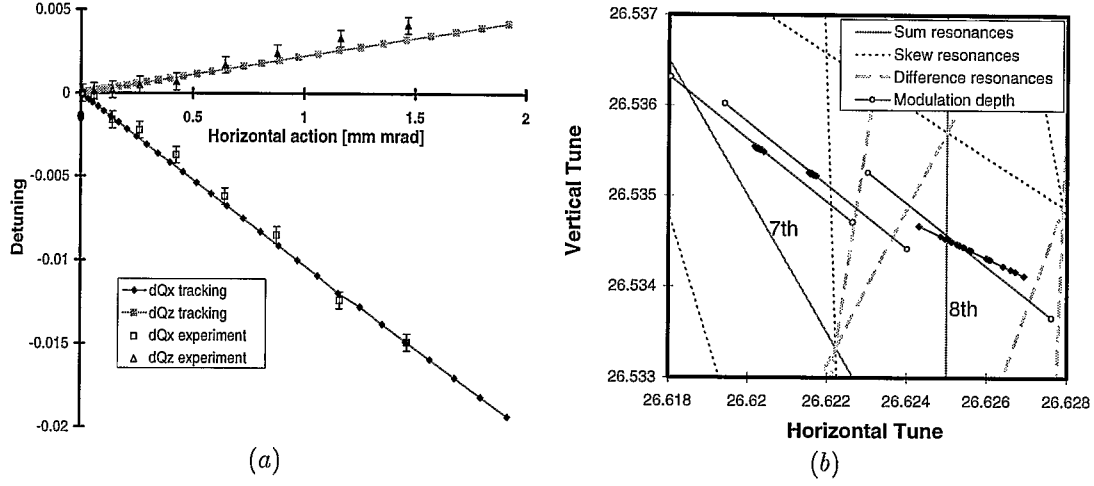 0.005
0
-0.005
-0.01
-0.015
-0.02
0.5
1
1.5
2
Horizontal action [mm mrad]
Detuning
dQx tracking
dQz tracking
dQx experiment
dQz experiment
(a)
26.537
26.536
26.535
26.534
26.533
Vertical Tune
Sum resonances
Skew resonances
Difference resonances
Modulation depth
7th
8th
26.618
26.62
26.622
26.624
26.626
26.628
Horizontal Tune
(b)